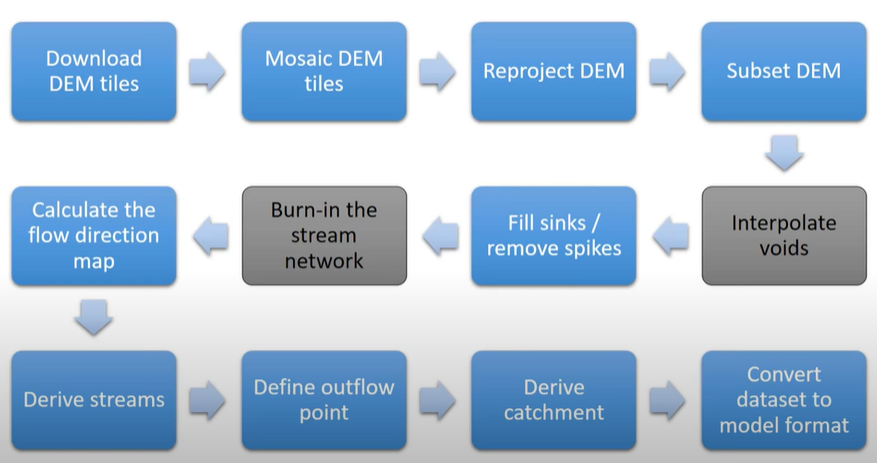 Download
DEM tiles
Mosaic DEM
tiles
Reproject DEM
Subset DEM
Interpolate
voids
Fill sinks /
remove spikes
Burn-in the
stream
network
Calculate the
flow direction
map
Derive streams
Define outflow
point
Derive
catchment
Convert
dataset to
model format